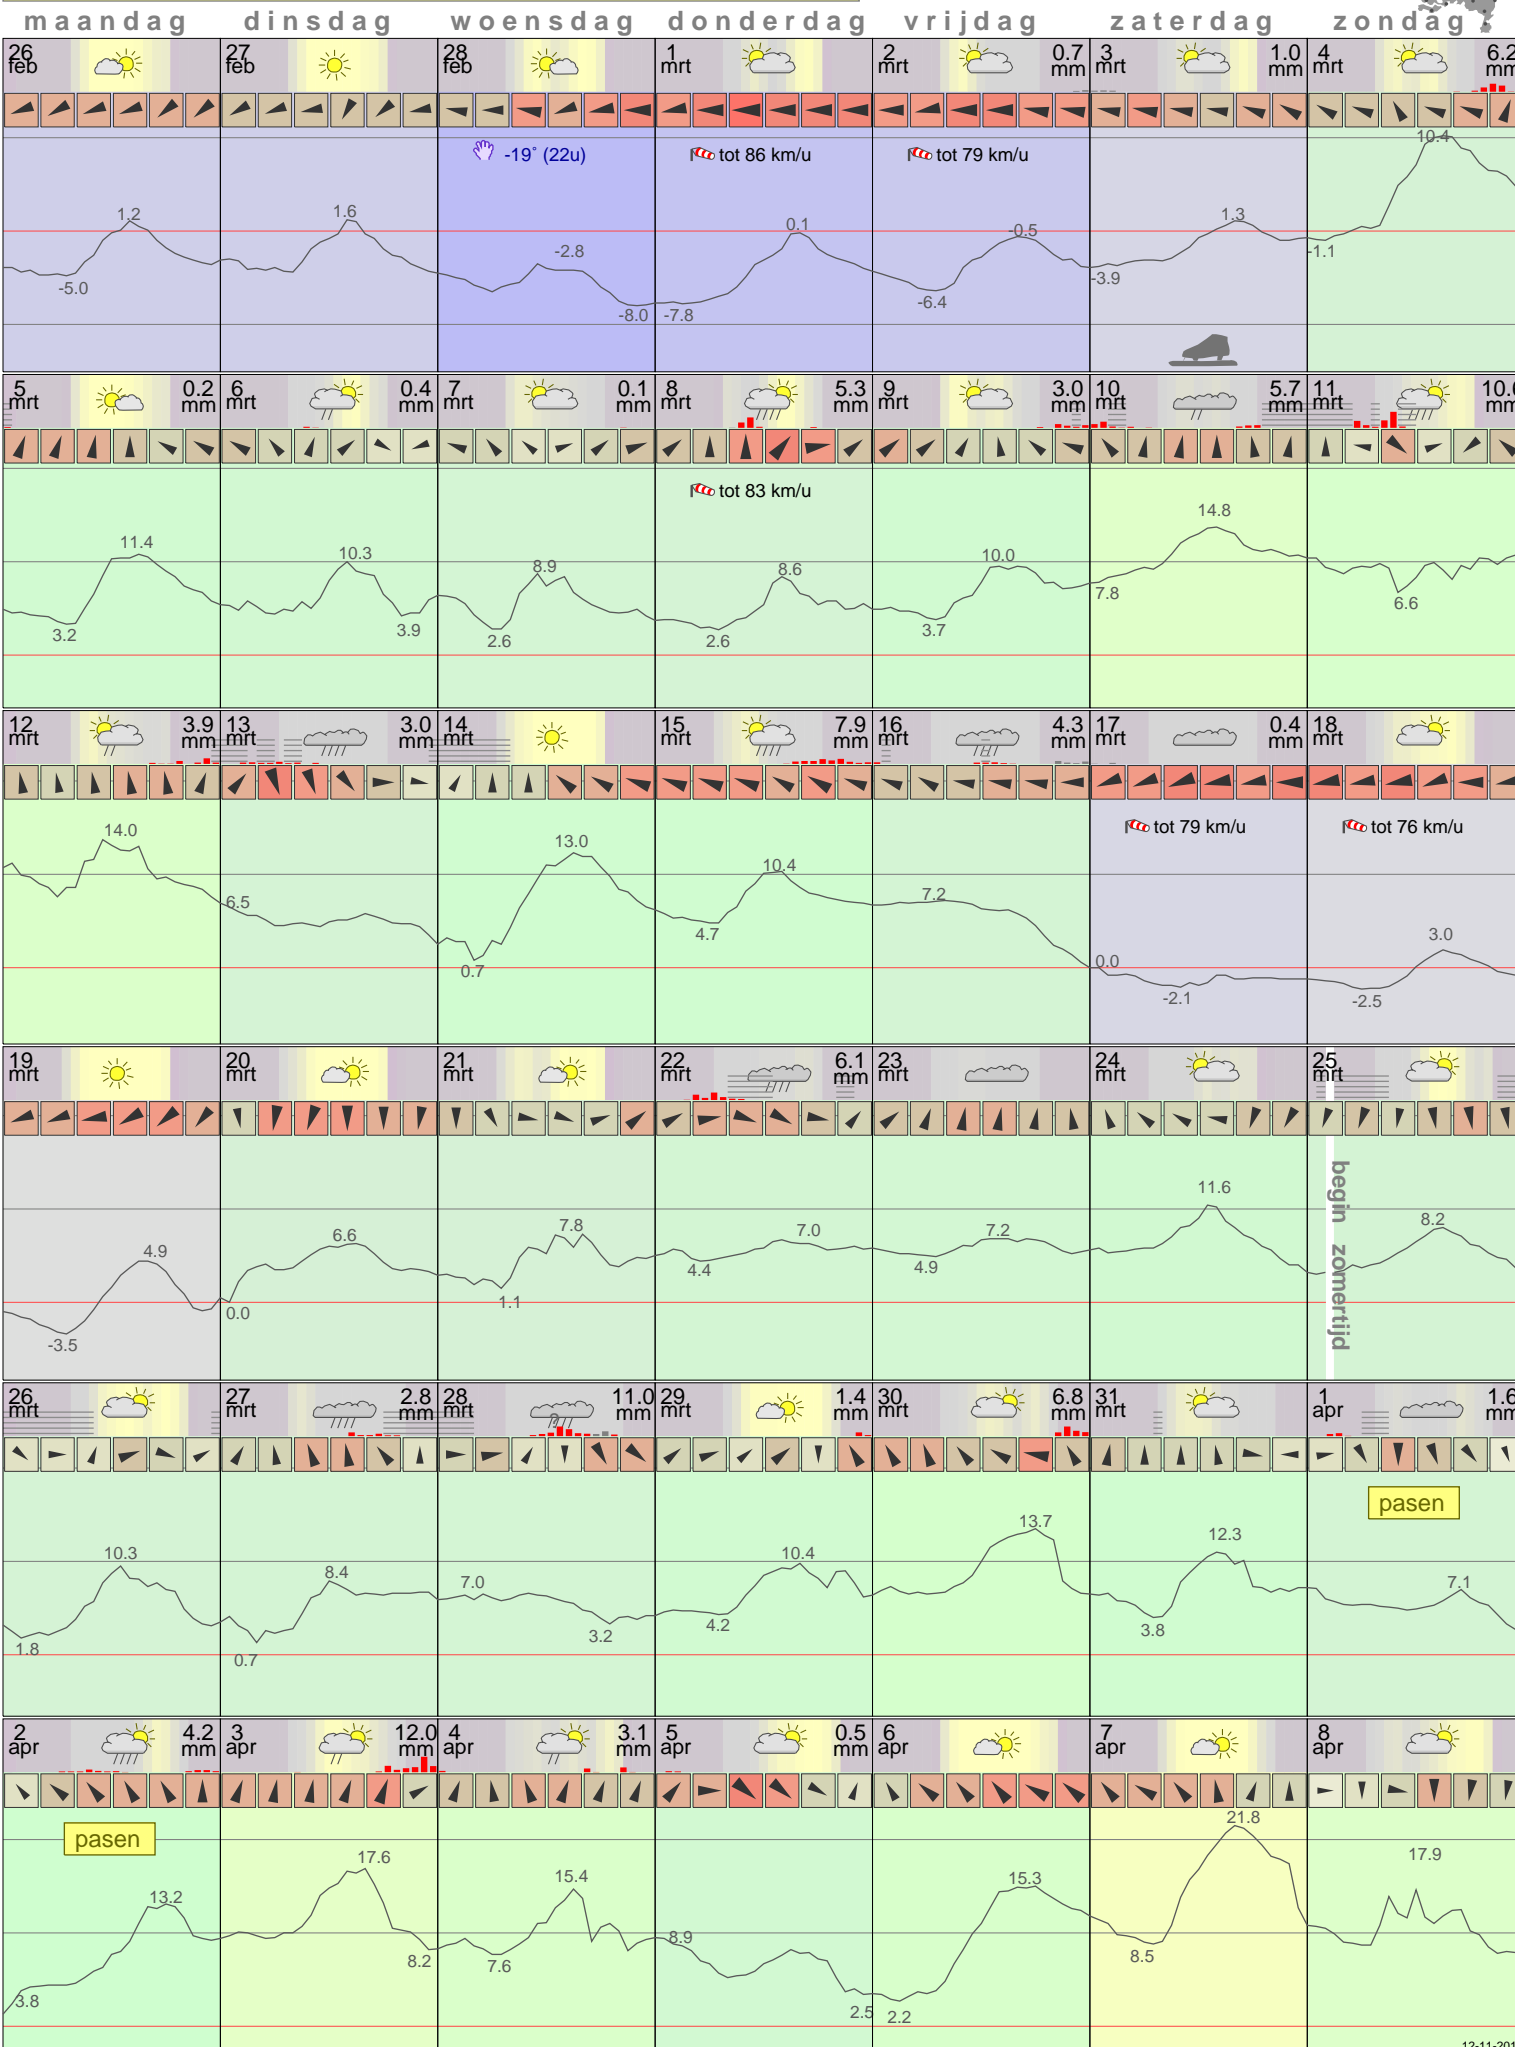 maandag dinsdag woensdag donderdag vrijdag zaterdag zondag
26 feb
27 feb
28 feb
1 mrt
2 mrt 0.7 mm
3 mrt 1.0 mm
4 mrt 6.2 mm
-19° (22u)
tot 86 km/u
tot 79 km/u
10.4
1.2
1.6
-2.8
0.1
-0.5
1.3
-1.1
-5.0
-8.0
-7.8
-6.4
-3.9
5 mrt 0.2 mm
6 mrt 0.4 mm
7 mrt 0.1 mm
8 mrt 5.3 mm
9 mrt 3.0 mm
10 mrt 5.7 mm
11 mrt 10.6
tot 83 km/u
11.4
3.2
10.3
3.9
8.9
2.6
8.6
2.6
10.0
3.7
14.8
7.8
6.6
12 mrt 3.9 mm
13 mrt 3.0 mm
14 mrt
15 mrt 7.9 mm
16 mrt 4.3 mm
17 mrt 0.4 mm
18 mrt
tot 79 km/u
tot 76 km/u
14.0
6.5
13.0
0.7
10.4
4.7
7.2
0.0
-2.1
3.0
-2.5
19 mrt
20 mrt
21 mrt
22 mrt 6.1 mm
23 mrt
24 mrt
25 mrt
begin zomertijd
4.9
-3.5
6.6
0.0
7.8
1.1
7.0
4.4
7.2
4.9
11.6
8.2
26 mrt
27 mrt 2.8 mm
28 mrt 11.0 mm
29 mrt 1.4 mm
30 mrt 6.8 mm
31 mrt
1 apr 1.6 mm
pasen
10.3
1.8
8.4
0.7
7.0
3.2
10.4
4.2
13.7
12.3
3.8
7.1
2 apr 4.2 mm
3 apr 12.0 mm
4 apr 3.1 mm
5 apr 0.5 mm
6 apr
7 apr
8 apr
pasen
13.2
3.8
17.6
8.2
15.4
7.6
8.9
2.5
15.3
2.2
21.8
8.5
17.9
12-11-201